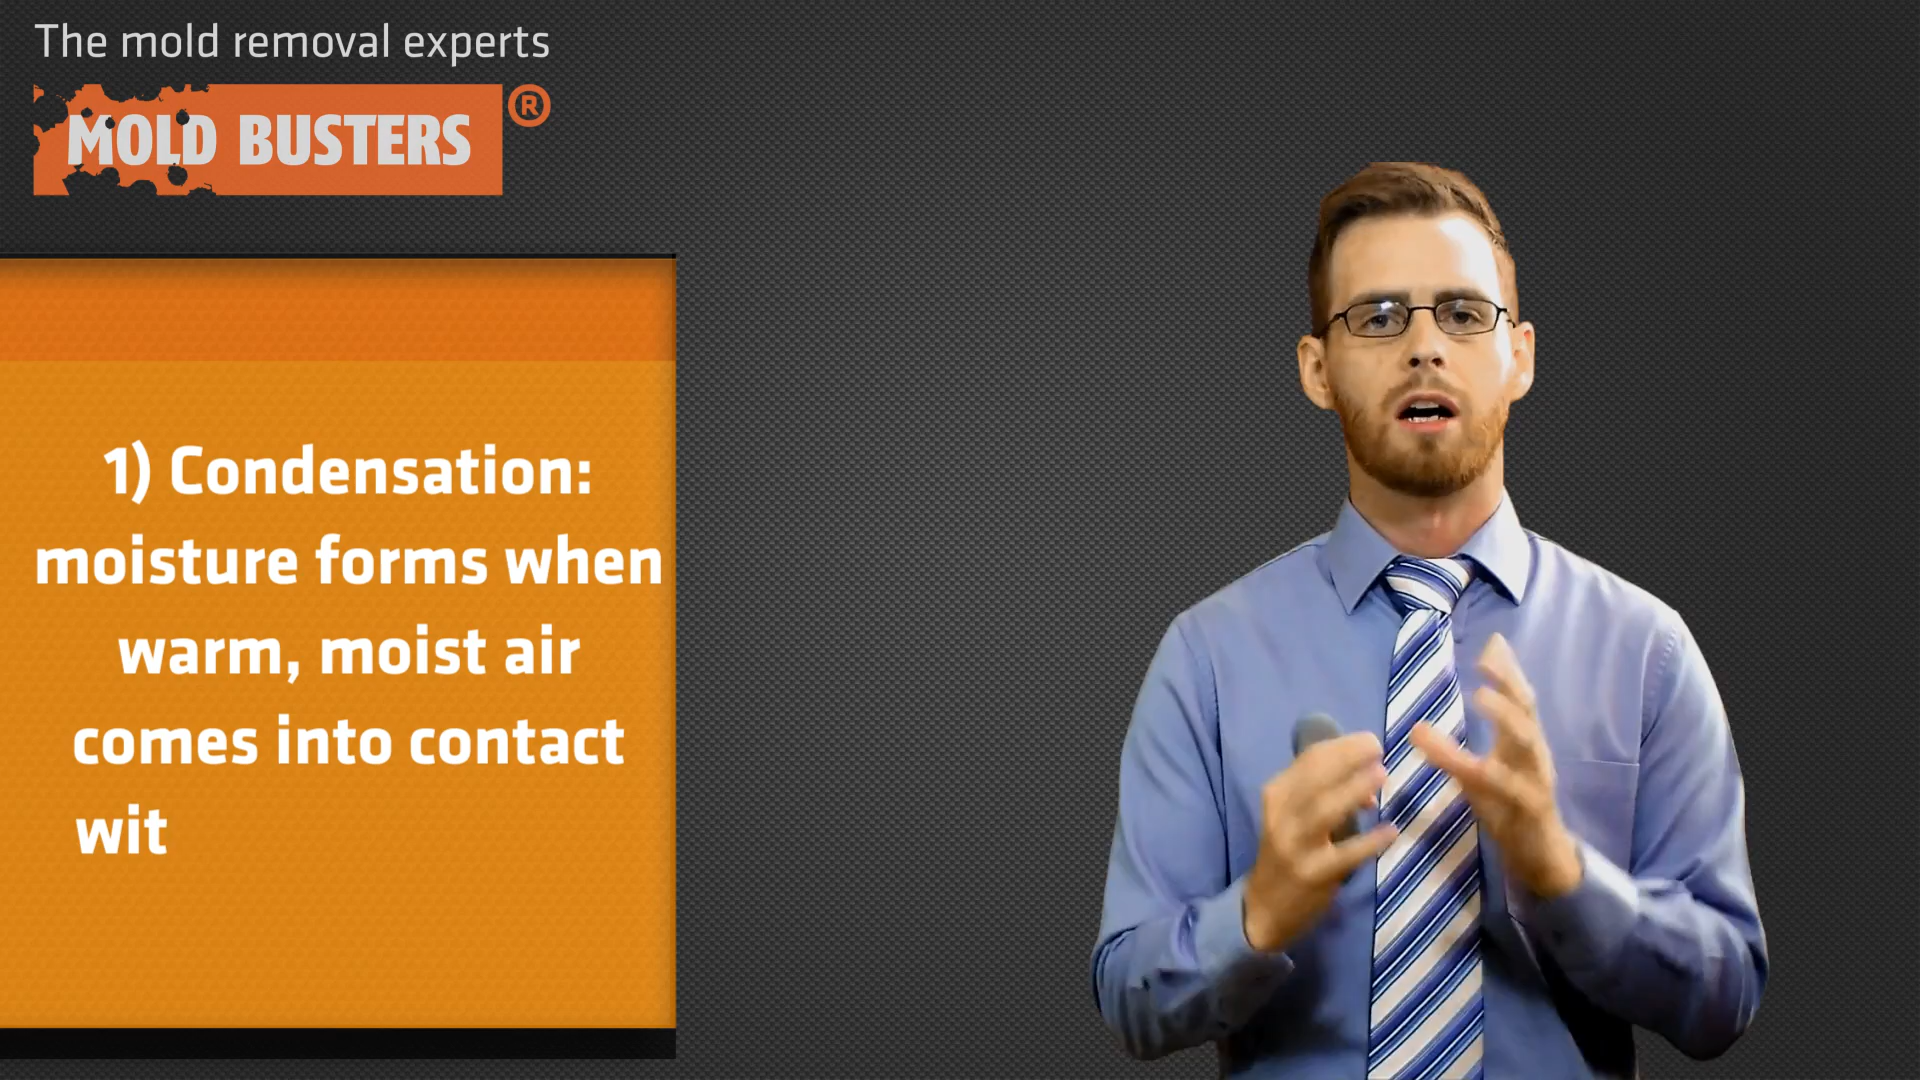 The mold removal experts
MOLD BUSTERS ®
1) Condensation:
moisture forms when
warm, moist air
comes into contact
wit